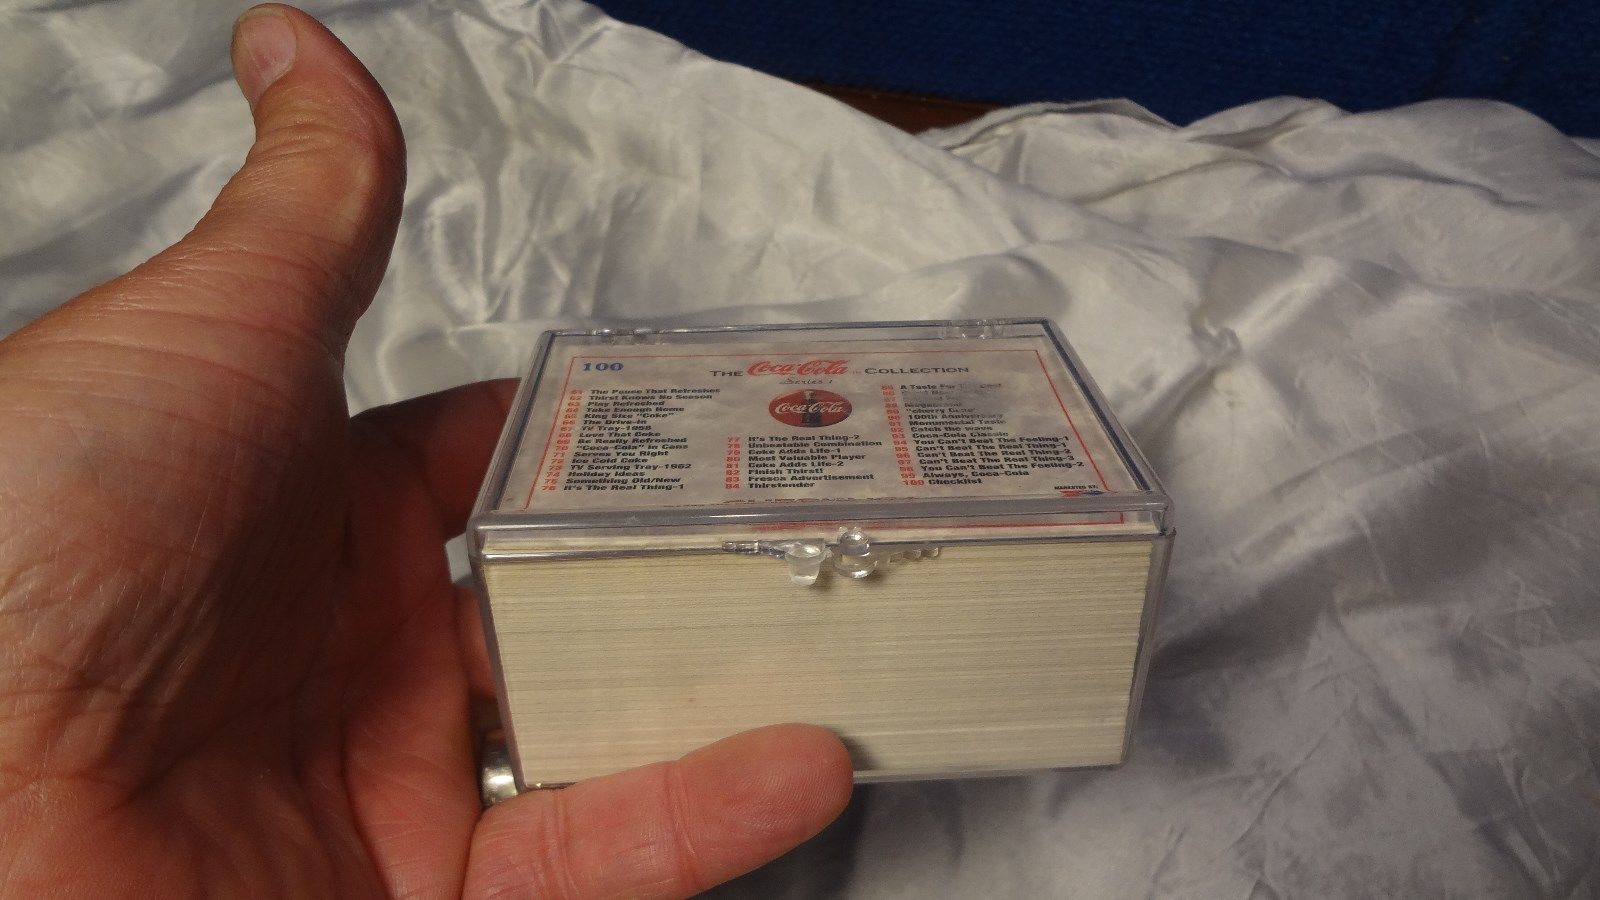 100
THE Coca-Cola COLLECTION
Series 1
61 The Pause That Refreshes
62 Thirst Knows No Season
63 Play Refreshed
64 Take Enough Home
65 King Size "Coke"
66 The Drive-In
67 TV Tray-1958
68 Love That Coke
69 Be Really Refreshed
70 "Coca-Cola" in Cans
71 Serves You Right
72 Ice Cold Coke
73 TV Serving Tray-1962
74 Holiday Ideas
75 Something Old/New
76 It's The Real Thing-1
Coca-Cola
77 It's The Real Thing-2
78 Unbeatable Combination
79 Coke Adds Life-1
80 Most Valuable Player
81 Coke Adds Life-2
82 Finish Thirst!
83 Fresca Advertisement
84 Thirstender
85 A Taste For
86
87
88
89 "cherry Coke"
90 100th Anniversary
91 Monumental Taste
92 Catch the wave
93 Coca-Cola Classic
94 You Can't Beat The Feeling-1
95 Can't Beat The Real Thing-1
96 Can't Beat The Real Thing-2
97 Can't Beat The Real Thing-3
98 You Can't Beat The Feeling-2
99 Always, Coca-Cola
100 Checklist
MARKETED BY: